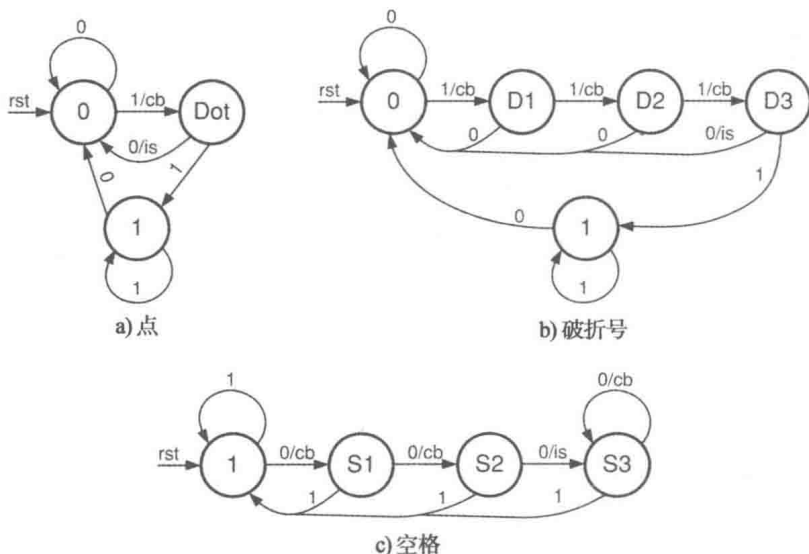 0
rst
0
1/cb
Dot
0/is
1
0
1
1
a) 点
0
rst
0
1/cb
D1
1/cb
D2
1/cb
D3
0
0
0/is
1
0
1
1
b) 破折号
1
rst
1
0/cb
S1
0/cb
S2
0/is
S3
0/cb
1
1
1
c) 空格